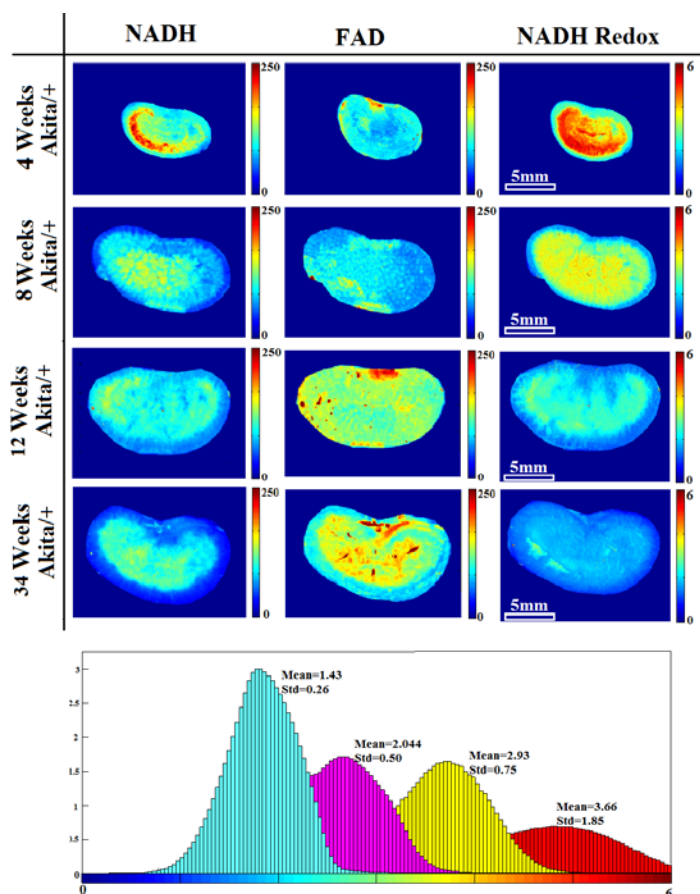 NADH FAD NADH Redox
4 Weeks
Akita/+
250
0
250
0
6
0
5mm
8 Weeks
Akita/+
250
0
250
0
6
0
5mm
12 Weeks
Akita/+
250
0
250
0
6
0
5mm
34 Weeks
Akita/+
250
0
250
0
6
0
5mm
3
2.5
2
1.5
1
3.5
0
Mean=1.43
Std=0.26
Mean=2.044
Std=0.50
Mean=2.93
Std=0.75
Mean=3.66
Std=1.85
0 6